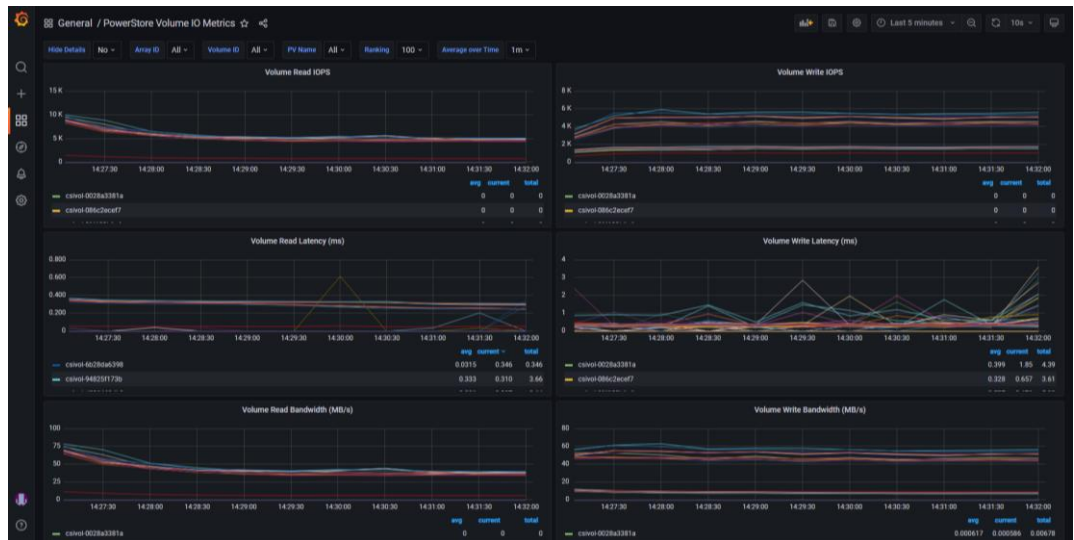 General / PowerStore Volume IO Metrics
Last 5 minutes
10s
Hide Details No Array ID All Volume ID All PV Name All Ranking 100 Average over Time 1m
Volume Read IOPS
15 K
10 K
5 K
0
14:27:30 14:28:00 14:28:30 14:29:00 14:29:30 14:30:00 14:30:30 14:31:00 14:31:30 14:32:00
avg current total
csivol-0028a3381a 0 0 0
csivol-086c2ecef7 0 0 0
Volume Write IOPS
8 K
6 K
4 K
2 K
0
14:27:30 14:28:00 14:28:30 14:29:00 14:29:30 14:30:00 14:30:30 14:31:00 14:31:30 14:32:00
avg current total
csivol-0028a3381a 0 0 0
csivol-086c2ecef7 0 0 0
Volume Read Latency (ms)
0.800
0.600
0.400
0.200
0
14:27:30 14:28:00 14:28:30 14:29:00 14:29:30 14:30:00 14:30:30 14:31:00 14:31:30 14:32:00
avg current total
csivol-6b28da6398 0.0315 0.346 0.346
csivol-94825f173b 0.333 0.310 3.66
Volume Write Latency (ms)
4
3
2
1
0
14:27:30 14:28:00 14:28:30 14:29:00 14:29:30 14:30:00 14:30:30 14:31:00 14:31:30 14:32:00
avg current total
csivol-0028a3381a 0.399 1.85 4.39
csivol-086c2ecef7 0.328 0.657 3.61
Volume Read Bandwidth (MB/s)
100
75
50
25
0
14:27:30 14:28:00 14:28:30 14:29:00 14:29:30 14:30:00 14:30:30 14:31:00 14:31:30 14:32:00
avg current total
csivol-0028a3381a 0 0 0
Volume Write Bandwidth (MB/s)
80
60
40
20
0
14:27:30 14:28:00 14:28:30 14:29:00 14:29:30 14:30:00 14:30:30 14:31:00 14:31:30 14:32:00
avg current total
csivol-0028a3381a 0.000617 0.000586 0.00678